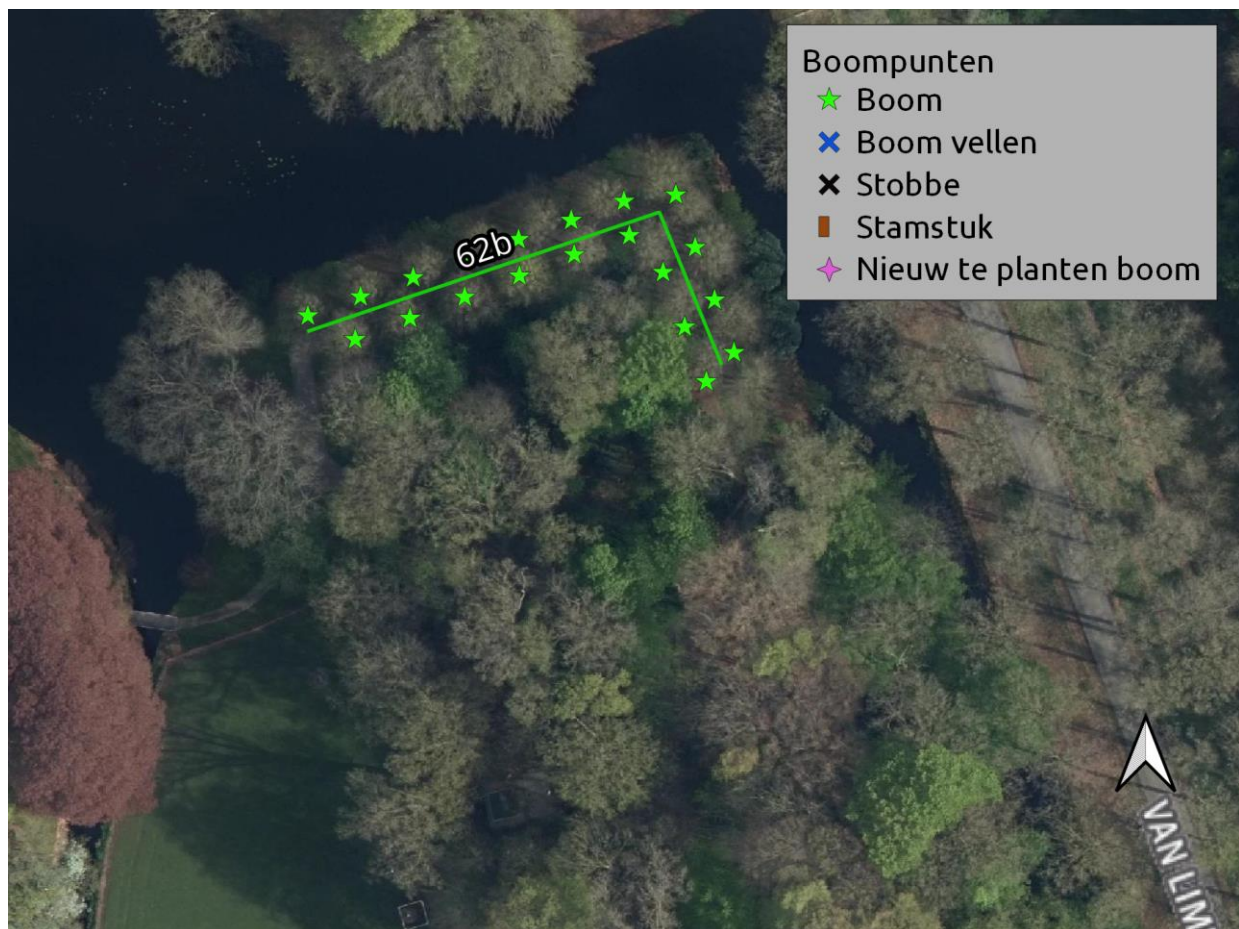 Boompunten
Boom
Boom vellen
Stobbe
Stamstuk
Nieuw te planten boom
62b
VAN LIM